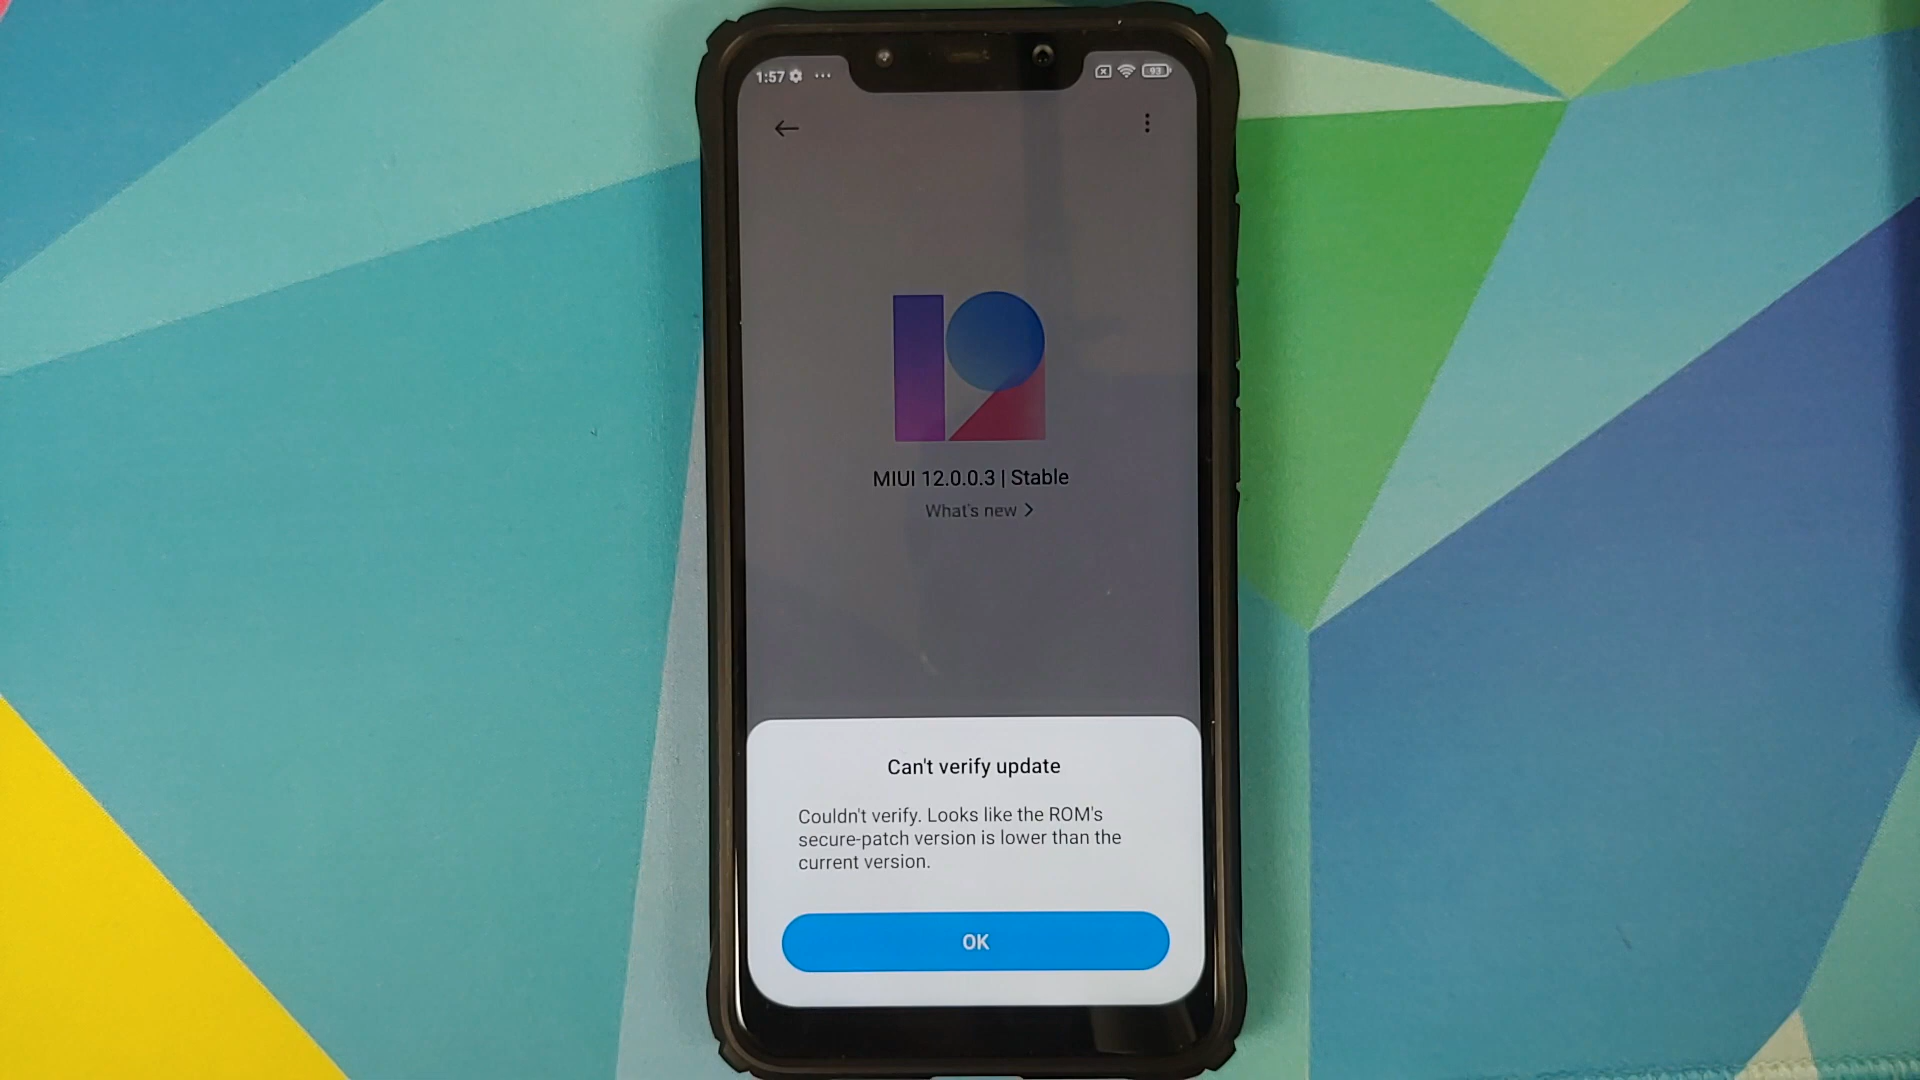 1:57
93
MIUI 12.0.0.3 | Stable
What's new >
Can't verify update
Couldn't verify. Looks like the ROM's
secure-patch version is lower than the
current version.
OK